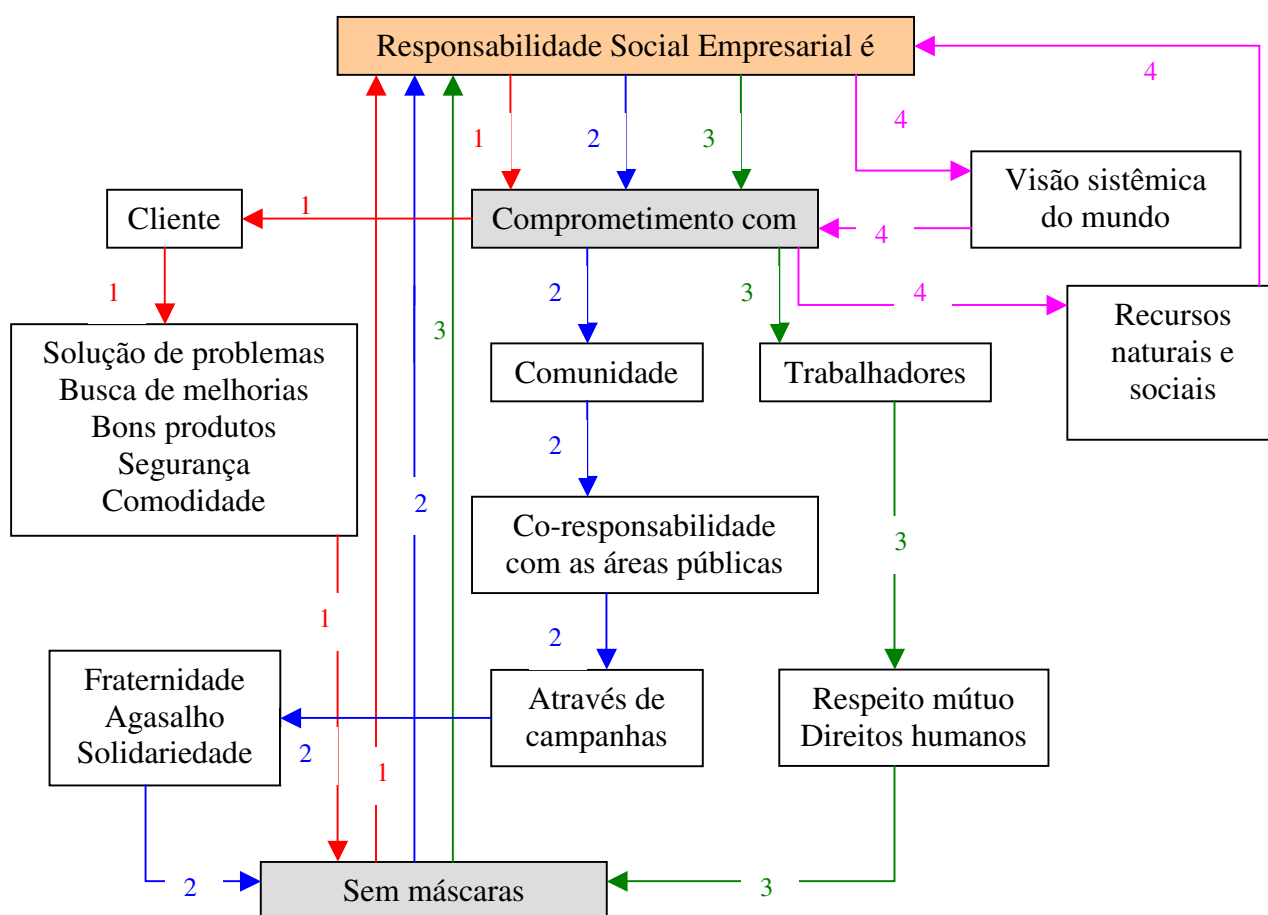 Responsabilidade Social Empresarial é
4
4
1
2
3
Visão sistêmica
do mundo
Cliente
1
Comprometimento com
4
1
2
3
4
Recursos
naturais e
sociais
Solução de problemas
Busca de melhorias
Bons produtos
Segurança
Comodidade
3
Comunidade
Trabalhadores
2
2
Co-responsabilidade
com as áreas públicas
3
1
2
Fraternidade
Agasalho
Solidariedade
2
1
Através de
campanhas
Respeito mútuo
Direitos humanos
2
Sem máscaras
3